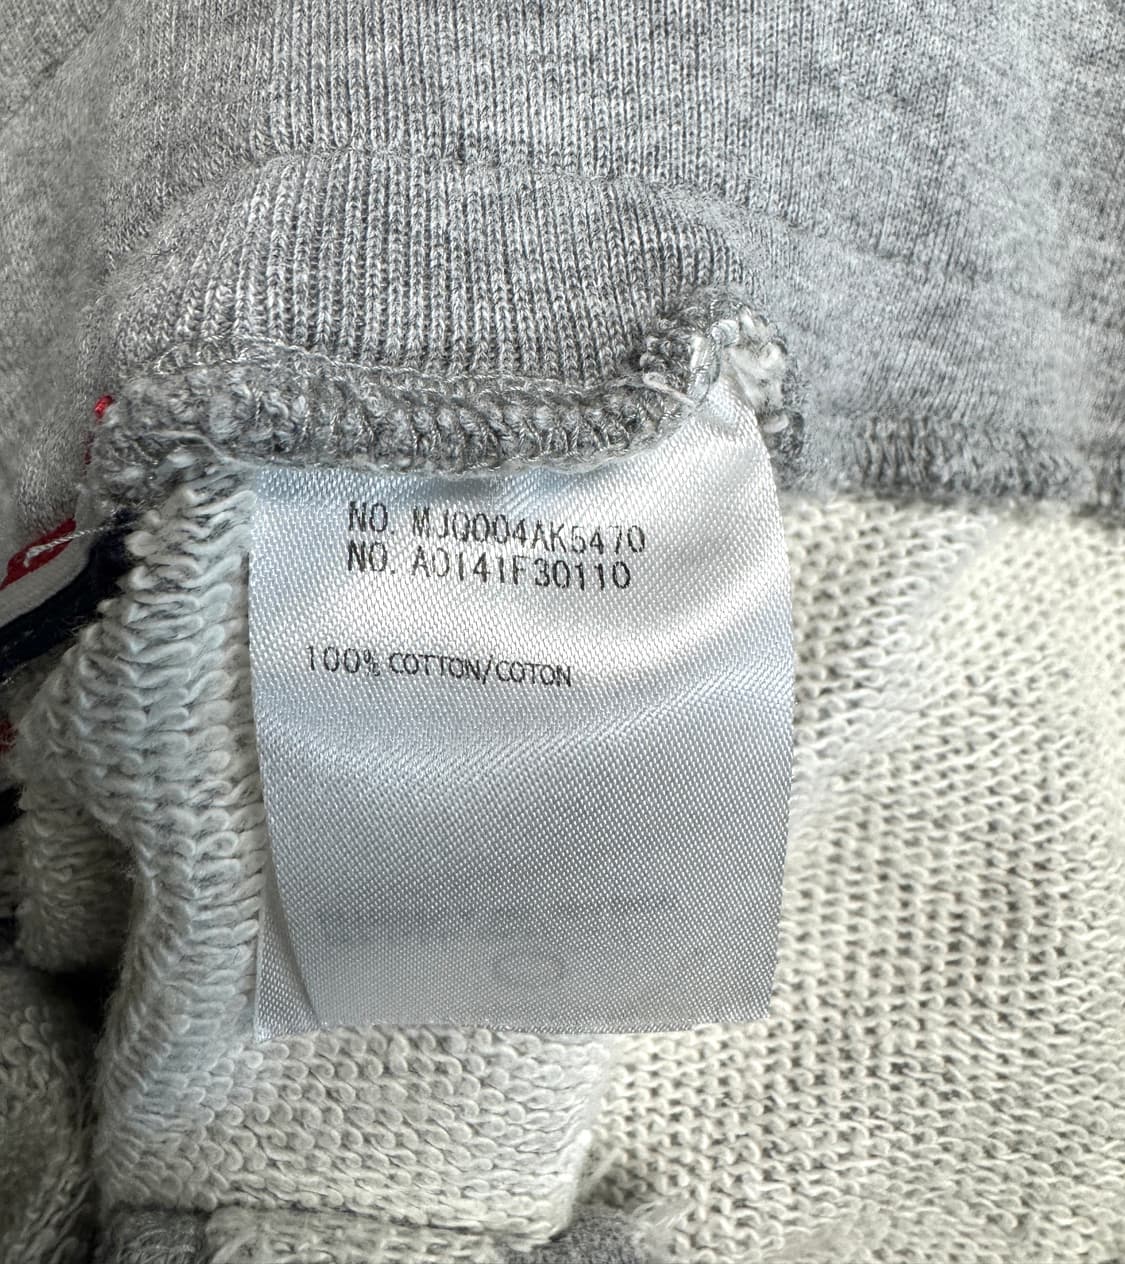 NO. MJQ004AK5470
NO. A0141F30110
100% COTTON/COTON